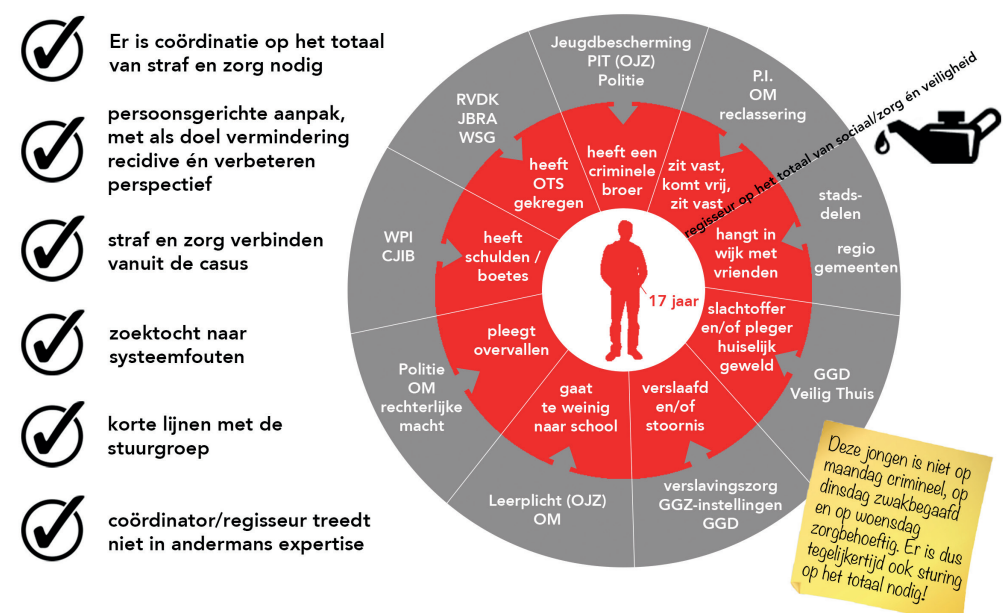 Er is coördinatie op het totaal
van straf en zorg nodig
persoonsgerichte aanpak,
met als doel vermindering
recidive én verbeteren
perspectief
straf en zorg verbinden
vanuit de casus
zoektocht naar
systeemfouten
korte lijnen met de
stuurgroep
coördinator/regisseur treedt
niet in andermans expertise
Jeugdbescherming
PIT (OJZ)
Politie
P.I.
OM
reclassering
regisseur op het totaal van sociaal/zorg én veiligheid
stads-
delen
regio
gemeenten
GGD
Veilig Thuis
verslavingszorg
GGZ-instellingen
GGD
Leerplicht (OJZ)
OM
Politie
OM
rechterlijke
macht
WPI
CJIB
RVDK
JBRA
WSG
heeft een
criminele
broer
zit vast,
komt vrij,
zit vast
hangt in
wijk met
vrienden
slachtoffer
en/of pleger
huiselijk
geweld
verslaafd
en/of
stoornis
gaat
te weinig
naar school
pleegt
overvallen
heeft
schulden /
boetes
heeft
OTS
gekregen
17 jaar
Deze jongen is niet op
maandag crimineel, op
dinsdag zwakbegaafd
en op woensdag
zorgbehoeftig. Er is dus
tegelijkertijd ook sturing
op het totaal nodig!